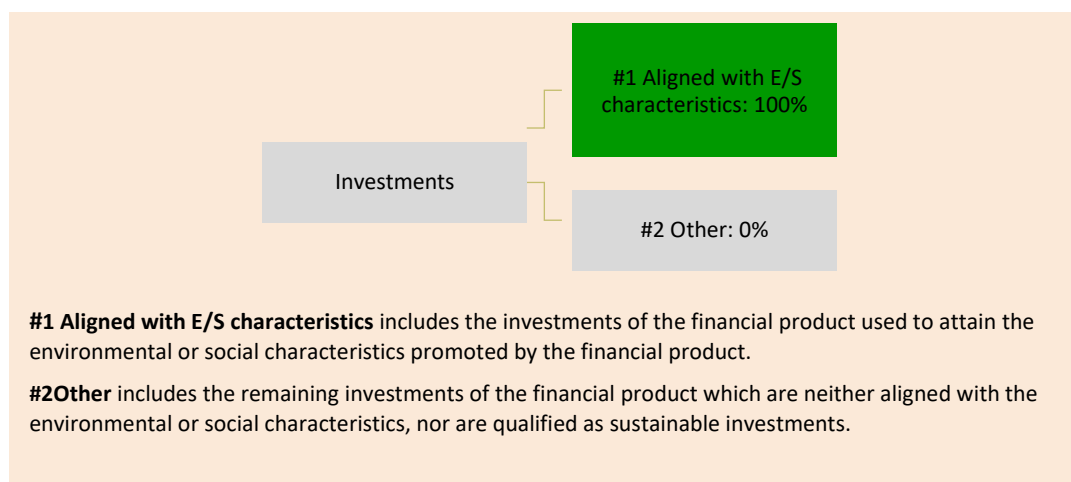 #1 Aligned with E/S
characteristics: 100%
Investments
#2 Other: 0%
#1 Aligned with E/S characteristics includes the investments of the financial product used to attain the
environmental or social characteristics promoted by the financial product.
#2Other includes the remaining investments of the financial product which are neither aligned with the
environmental or social characteristics, nor are qualified as sustainable investments.